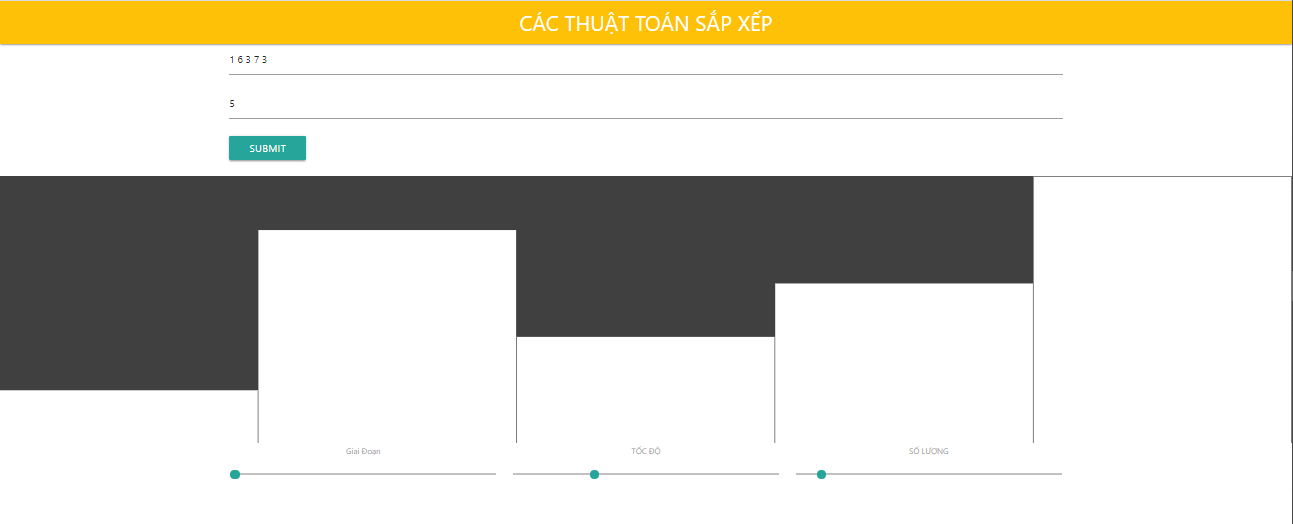 CÁC THUẬT TOÁN SẮP XẾP
1 6 3 7 3
5
SUBMIT
Giai Đoạn
TỐC ĐỘ
SỐ LƯỢNG